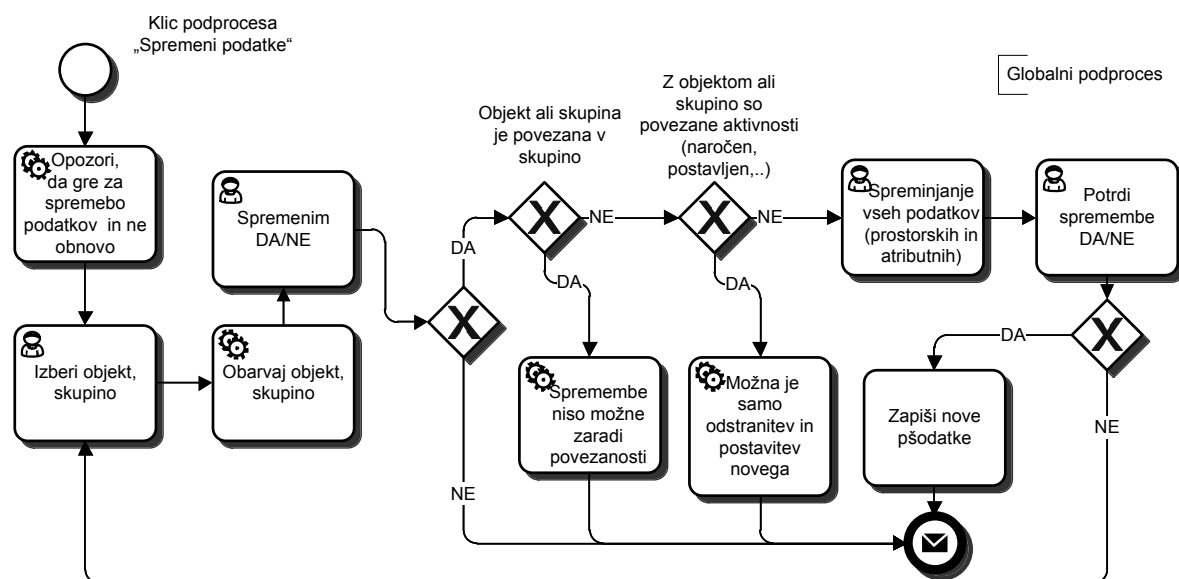 Klic podprocesa
„Spremeni podatke“
Globalni podproces
Z objektom ali
skupino so
povezane aktivnosti
(naročen,
postavljen,..)
Objekt ali skupina
je povezana v
skupino
Opozori,
da gre za
spremebo
podatkov in ne
obnovo
Spremenim
DA/NE
Spreminjanje
vseh podatkov
(prostorskih in
atributnih)
Potrdi
spremembe
DA/NE
NE
NE
DA
DA
DA
DA
Izberi objekt,
skupino
Obarvaj objekt,
skupino
Spremembe
niso možne
zaradi
povezanosti
Možna je
samo
odstranitev in
postavitev
novega
Zapiši nove
pšodatke
NE
NE